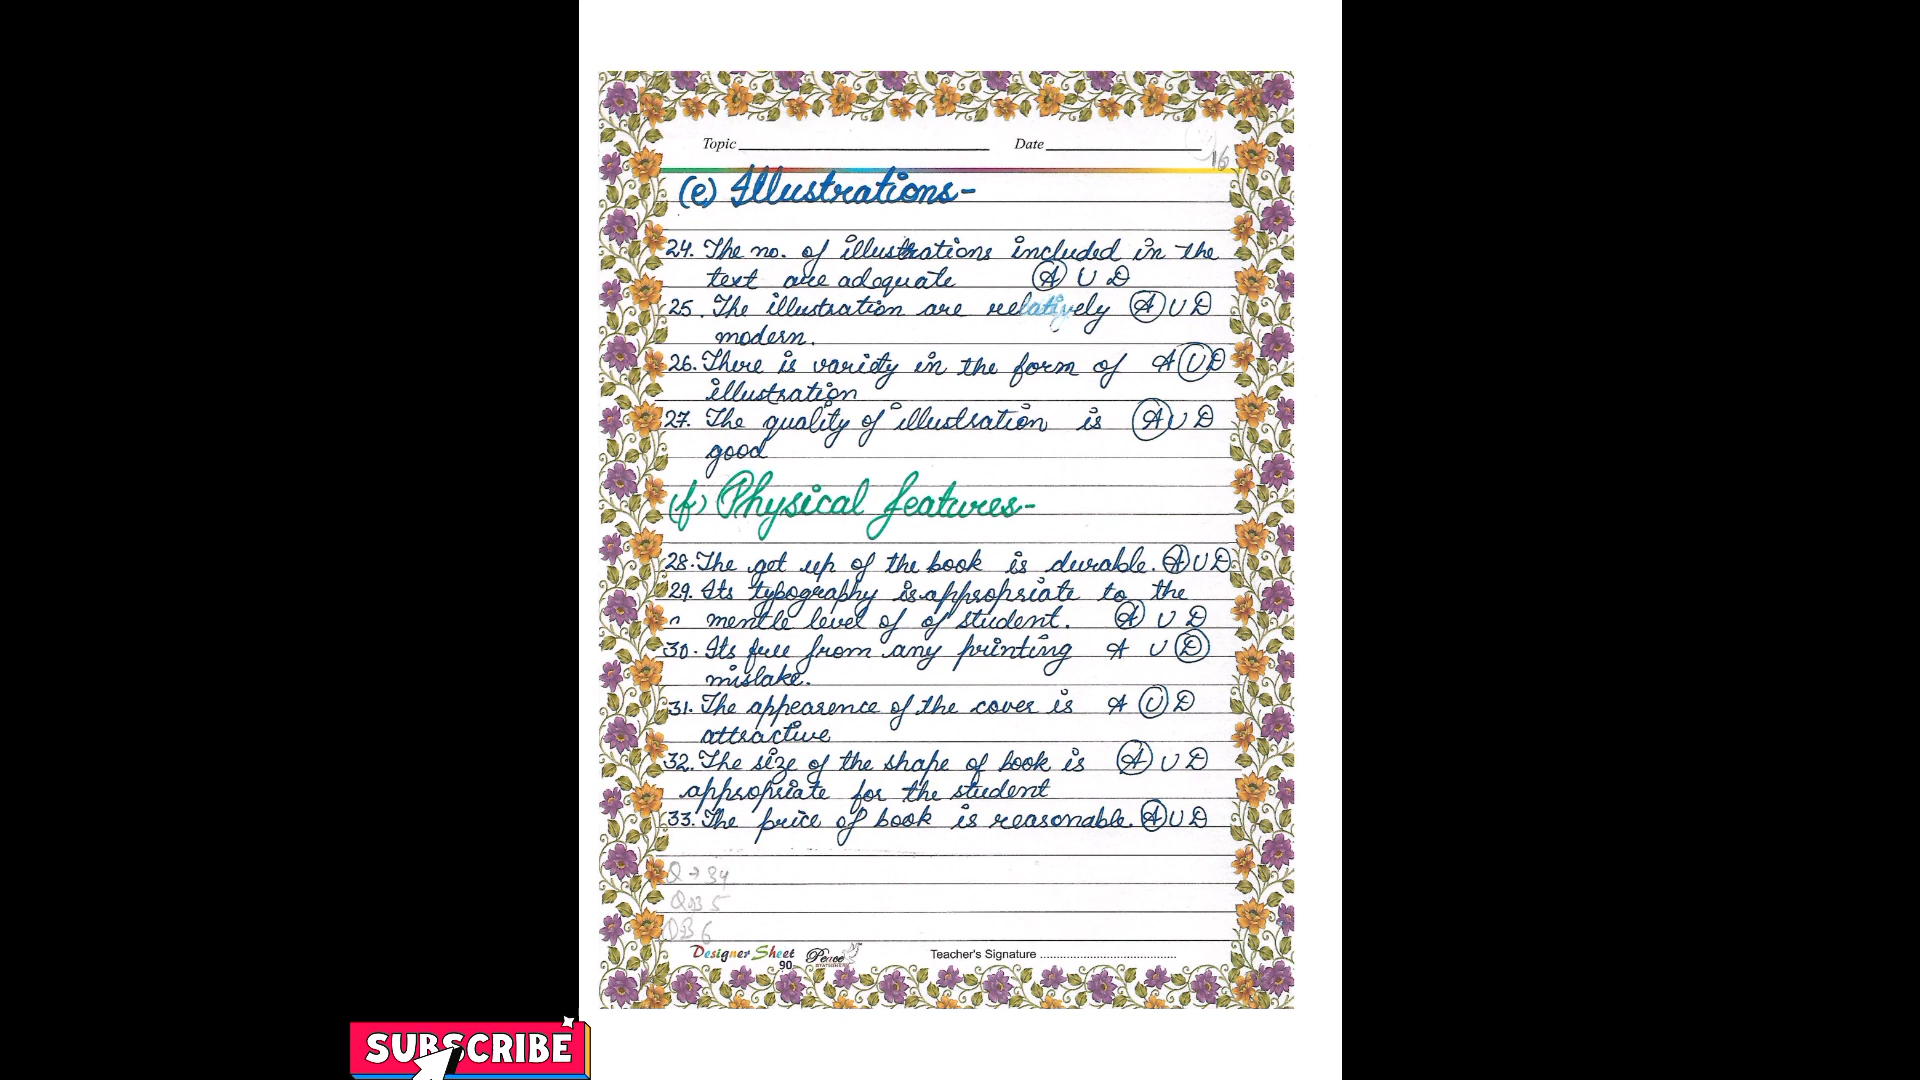 Topic Date
16
(e) Illustrations-
24. The no. of illustrations included in the
text are adequate A U D
25. The illustration are relatively A U D
modern.
26. There is variety in the form of A U D
illustration
27. The quality of illustration is A U D
good
(f) Physical features-
28. The get up of the book is durable. A U D
29. Its typography is appropriate to the
mentle level of of student. A U D
30. Its free from any printing A U D
mistake.
31. The appearence of the cover is A U D
attractive
32. The size of the shape of book is A U D
appropriate for the student
33. The price of book is reasonable. A U D
Q → 34
5
6
Designer Sheet
90
Peace
Teacher's Signature
SUBSCRIBE